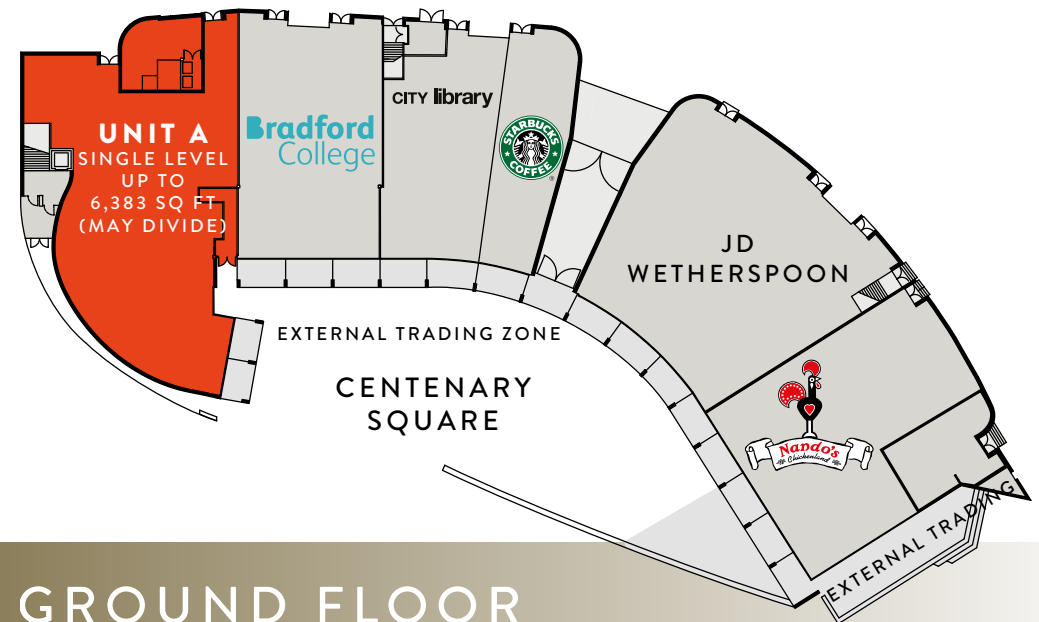 UNIT A
SINGLE LEVEL
UP TO
6,383 SQ FT
(MAY DIVIDE)
Bradford
College
CITY library
STARBUCKS
COFFEE
JD
WETHERSPOON
EXTERNAL TRADING ZONE
CENTENARY
SQUARE
Nando's
Chickenland
EXTERNAL TRADING
GROUND FLOOR